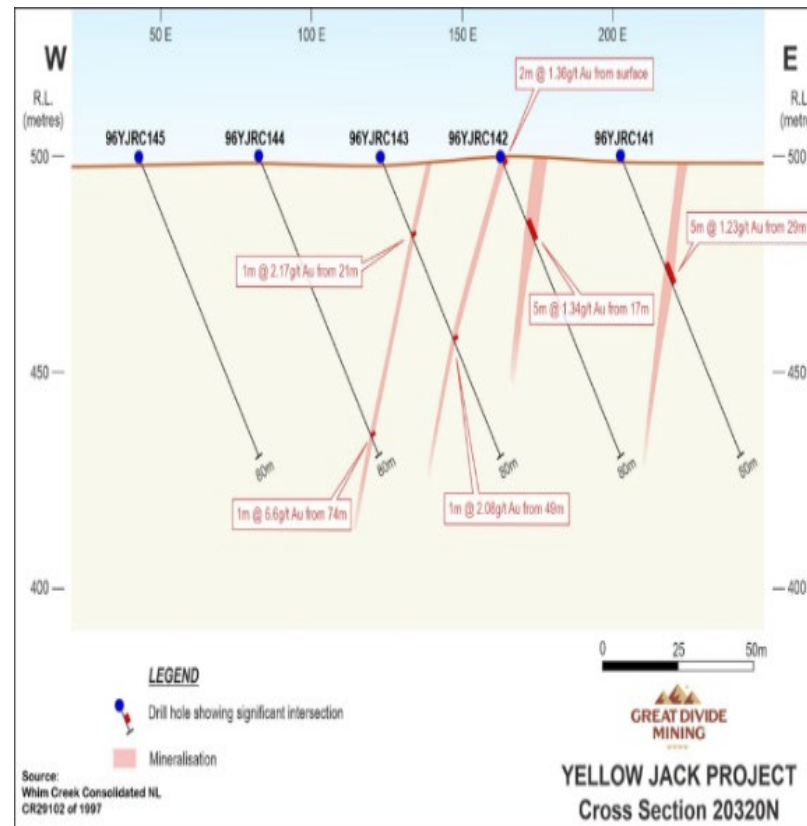 50 E 100 E 150 E 200 E
W E
R.L.
(metres)
R.L.
(metres)
2m @ 1.36g/t Au from surface
96YJRC145 96YJRC144 96YJRC143 96YJRC142 96YJRC141
500 500
5m @ 1.23g/t Au from 29m
1m @ 2.17g/t Au from 21m
5m @ 1.34g/t Au from 17m
450 450
80m 80m 80m 80m 80m
1m @ 6.6g/t Au from 74m
1m @ 2.08g/t Au from 49m
400 400
0 25 50m
LEGEND
Drill hole showing significant intersection
Mineralisation
GREAT DIVIDE
MINING
Source:
Whim Creek Consolidated NL
CR29102 of 1997
YELLOW JACK PROJECT
Cross Section 20320N